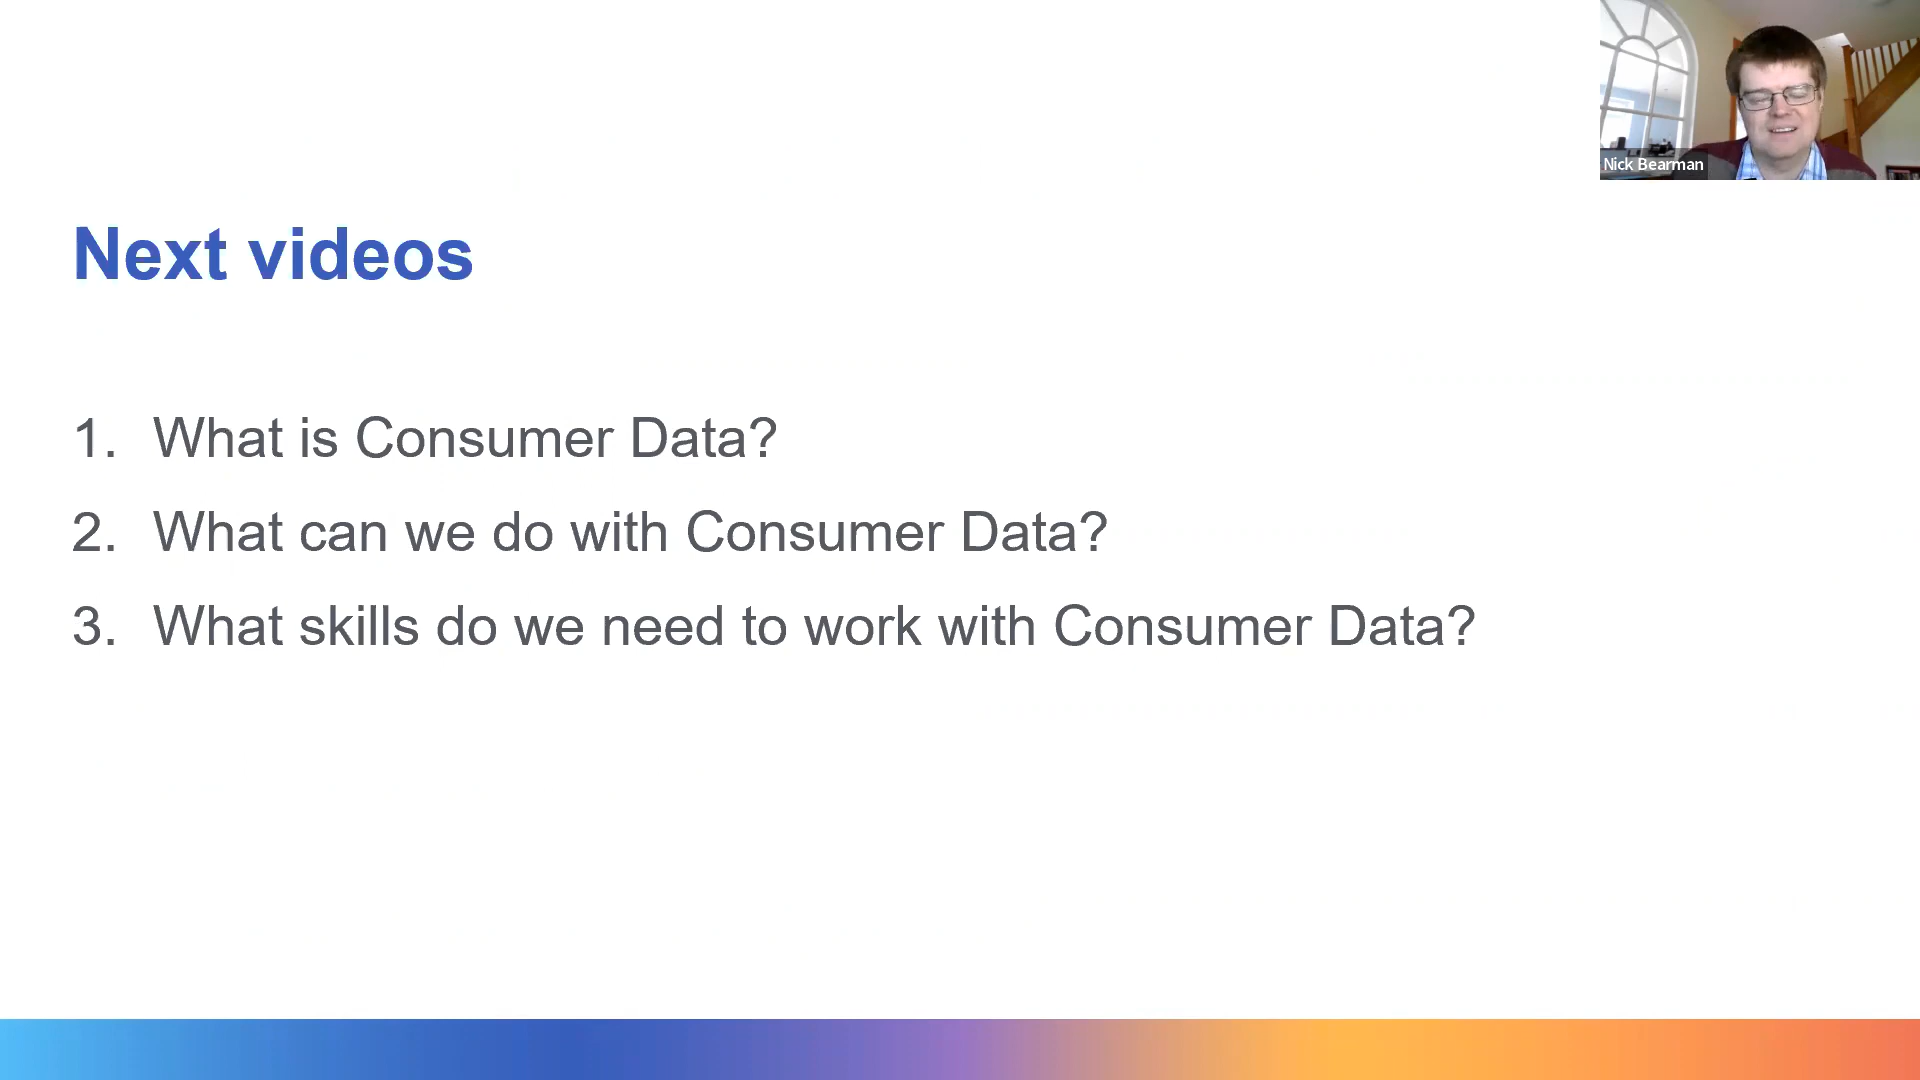 Nick Bearman
Next videos
1. What is Consumer Data?
2. What can we do with Consumer Data?
3. What skills do we need to work with Consumer Data?